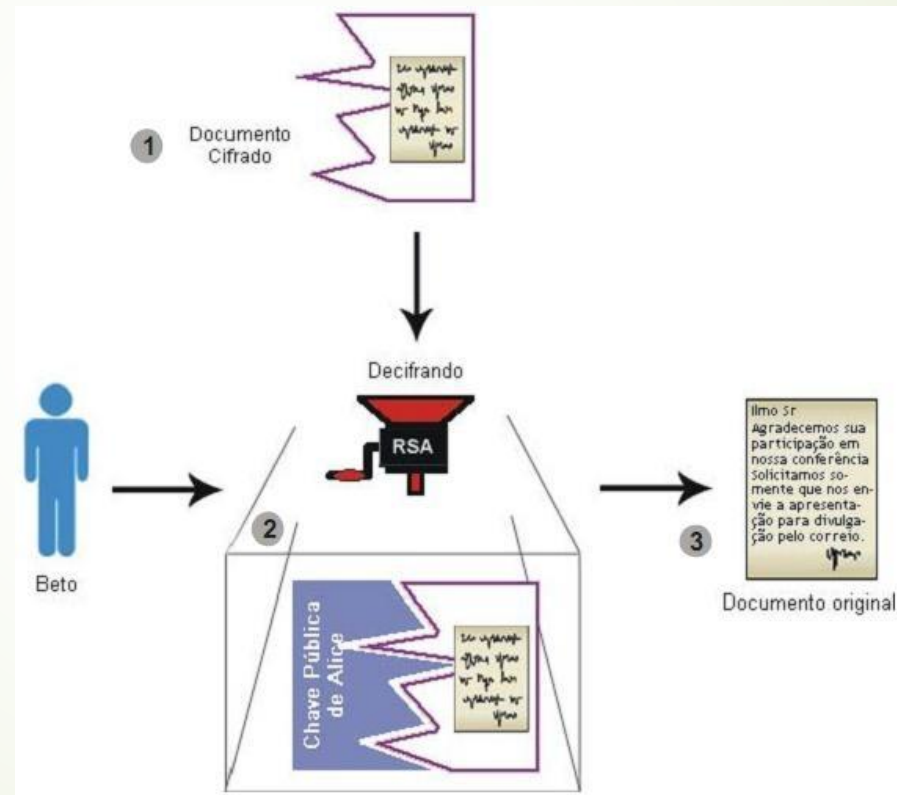 1
Documento
Cifrado
Decifrando
RSA
Beto
2
Chave Pública
de Alice
3
Ilmo Sr
Agradecemos sua
participação em
nossa conferência
Solicitamos so-
mente que nos en-
vie a apresenta-
ção para divulga-
ção pelo correio.
Documento original